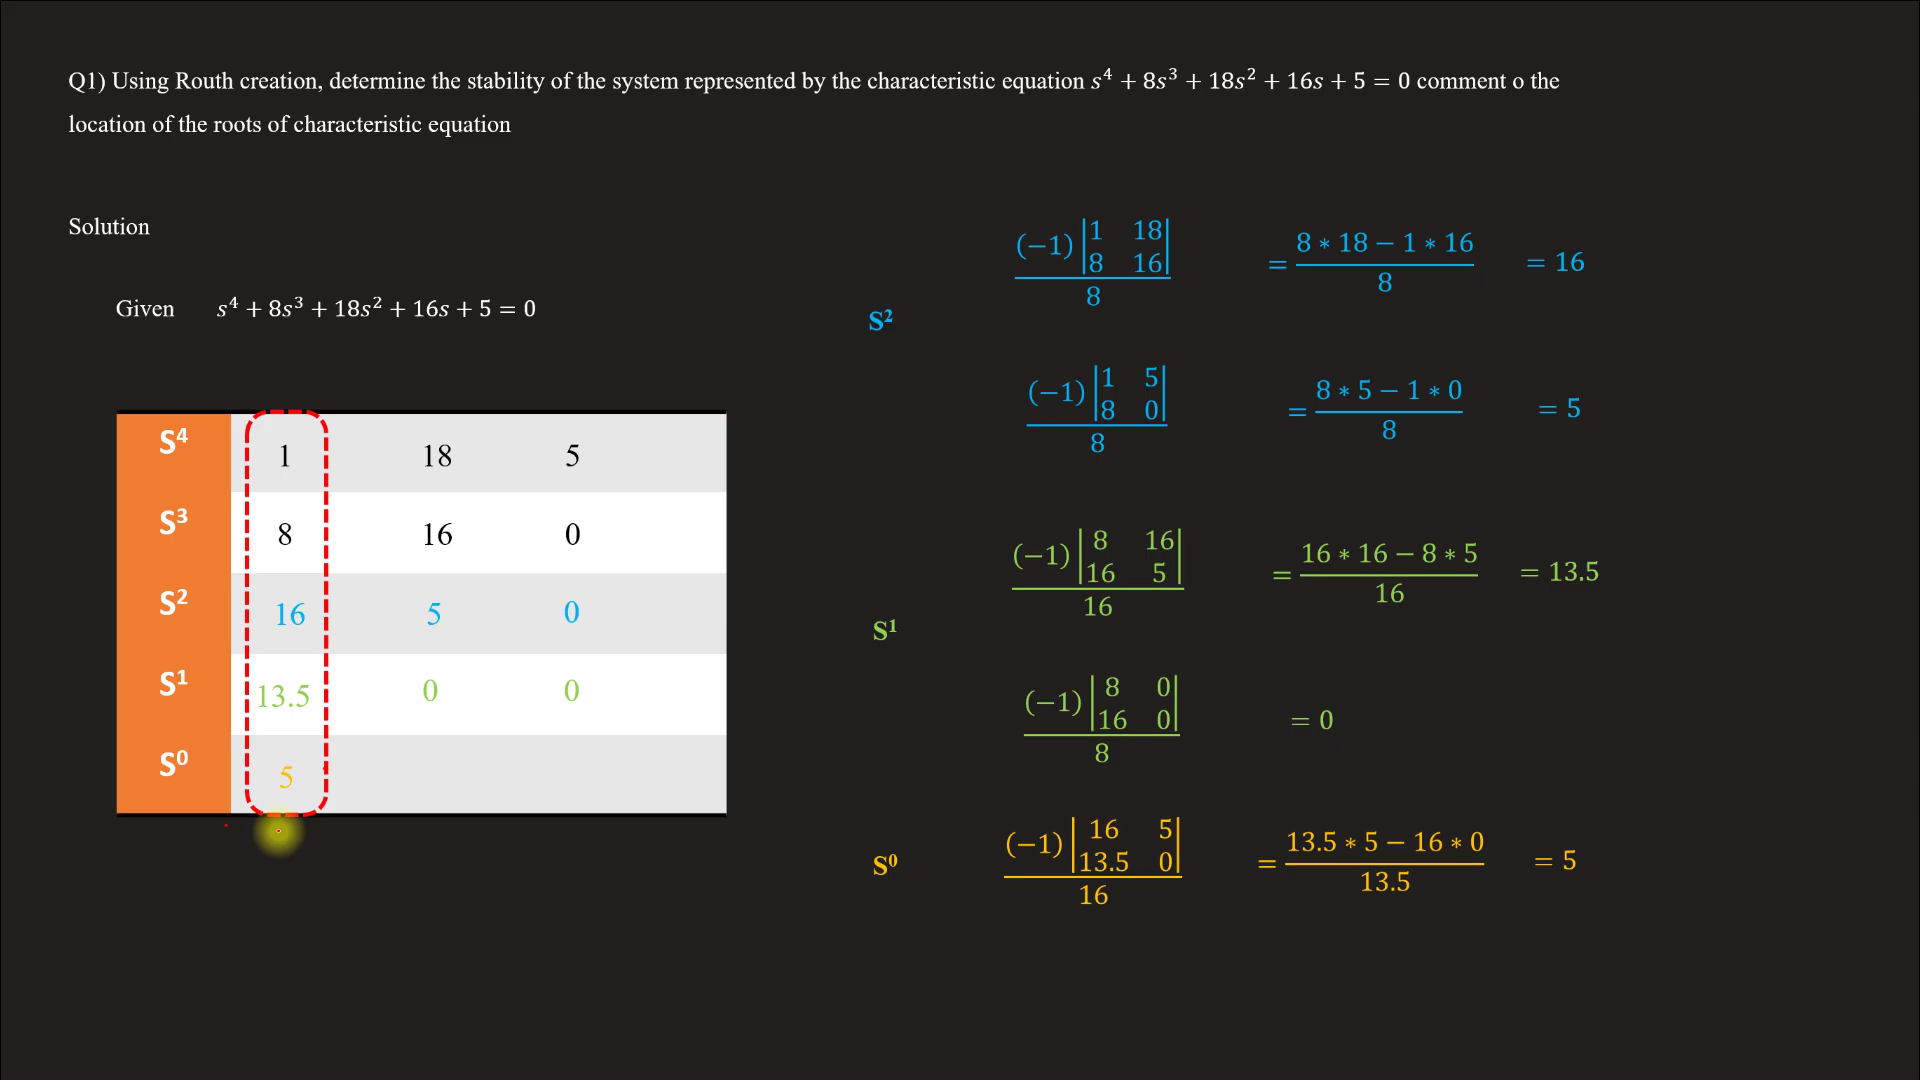 Q1) Using Routh creation, determine the stability of the system represented by the characteristic equation s⁴ + 8s³ + 18s² + 16s + 5 = 0 comment o the
location of the roots of characteristic equation
Solution
Given s⁴ + 8s³ + 18s² + 16s + 5 = 0
S⁴ 1 18 5
S³ 8 16 0
S² 16 5 0
S¹ 13.5 0 0
S⁰ 5
S²
(−1) |1 18|
|8 16|
8
= 8 ∗ 18 − 1 ∗ 16
8
= 16
(−1) |1 5|
|8 0|
8
= 8 ∗ 5 − 1 ∗ 0
8
= 5
S¹
(−1) |8 16|
|16 5|
16
= 16 ∗ 16 − 8 ∗ 5
16
= 13.5
(−1) |8 0|
|16 0|
8
= 0
S⁰
(−1) |16 5|
|13.5 0|
16
= 13.5 ∗ 5 − 16 ∗ 0
13.5
= 5